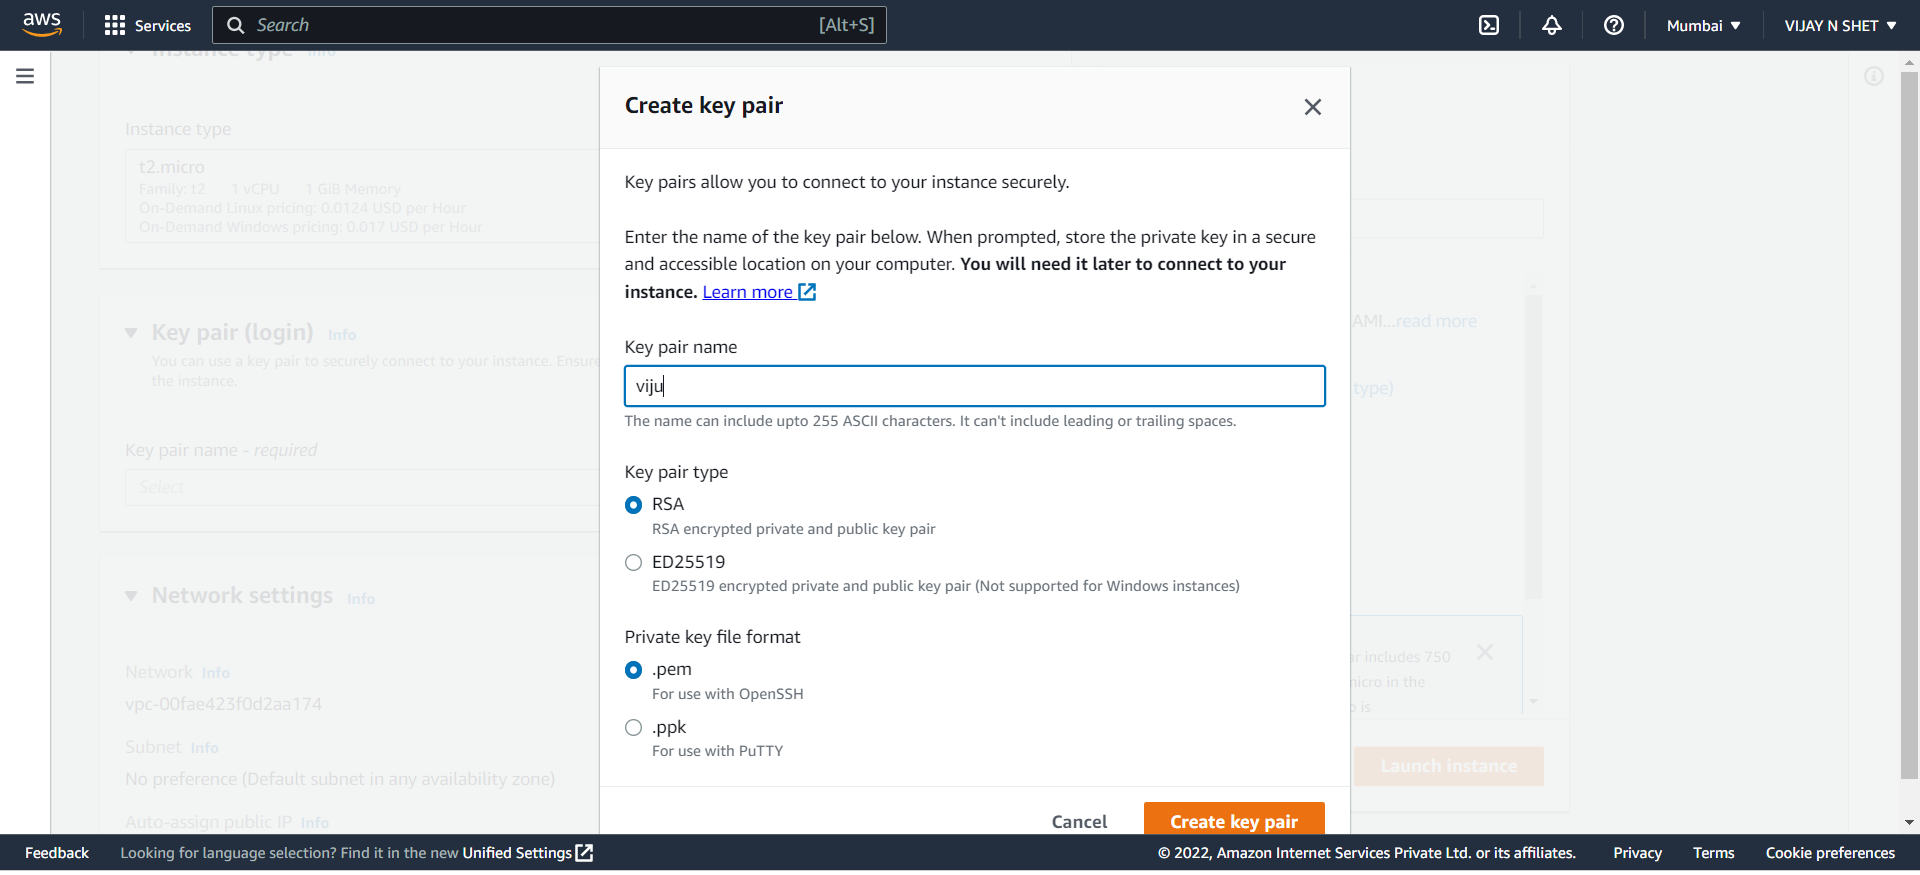 aws
Services
Search
[Alt+S]
Mumbai ▼
VIJAY N SHET ▼
Instance type Info
Instance type
t2.micro
Family: t2 1 vCPU 1 GiB Memory
On-Demand Linux pricing: 0.0124 USD per Hour
On-Demand Windows pricing: 0.017 USD per Hour
Key pair (login) Info
You can use a key pair to securely connect to your instance. Ensure
the instance.
Key pair name - required
Select
Network settings Info
Network Info
vpc-00fae423f0d2aa174
Subnet Info
No preference (Default subnet in any availability zone)
Auto-assign public IP Info
Create key pair
Key pairs allow you to connect to your instance securely.
Enter the name of the key pair below. When prompted, store the private key in a secure
and accessible location on your computer. You will need it later to connect to your
instance. Learn more
Key pair name
viju
The name can include upto 255 ASCII characters. It can't include leading or trailing spaces.
Key pair type
RSA
RSA encrypted private and public key pair
ED25519
ED25519 encrypted private and public key pair (Not supported for Windows instances)
Private key file format
.pem
For use with OpenSSH
.ppk
For use with PuTTY
Cancel
Create key pair
AMI...read more
type)
includes 750
micro in the
is
Launch instance
Feedback
Looking for language selection? Find it in the new Unified Settings
© 2022, Amazon Internet Services Private Ltd. or its affiliates.
Privacy
Terms
Cookie preferences